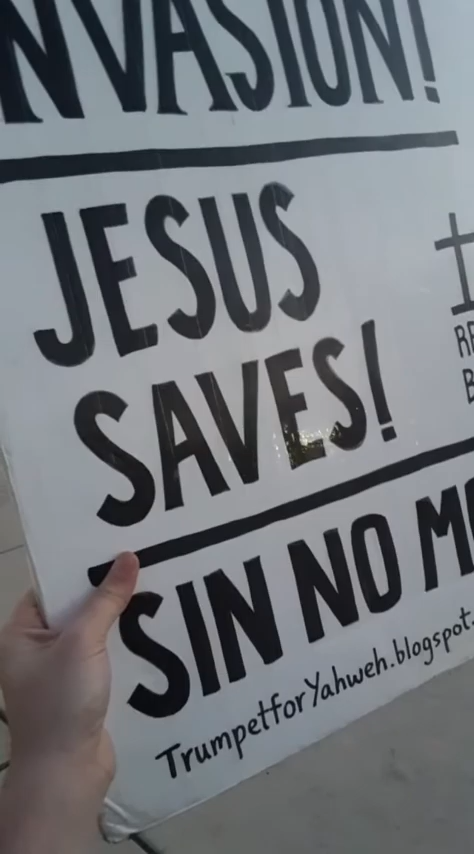 NVASION!
JESUS
SAVES!
SIN NO
TrumpetforYahweh.blogspot.